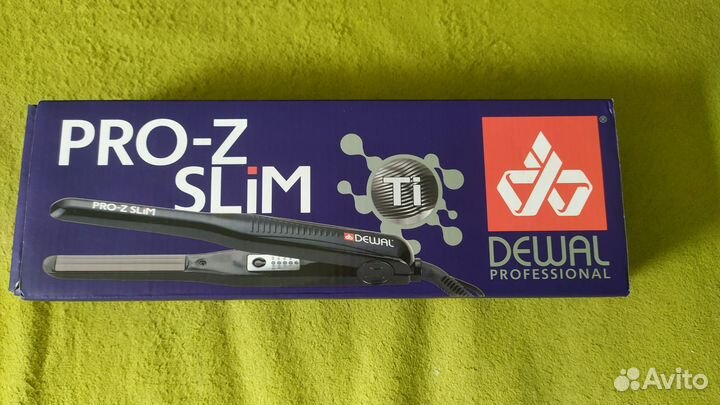 PRO-Z
SLiM
Ti
®
DEWAL
PROFESSIONAL
PRO-Z SLiM
DEWAL
Avito